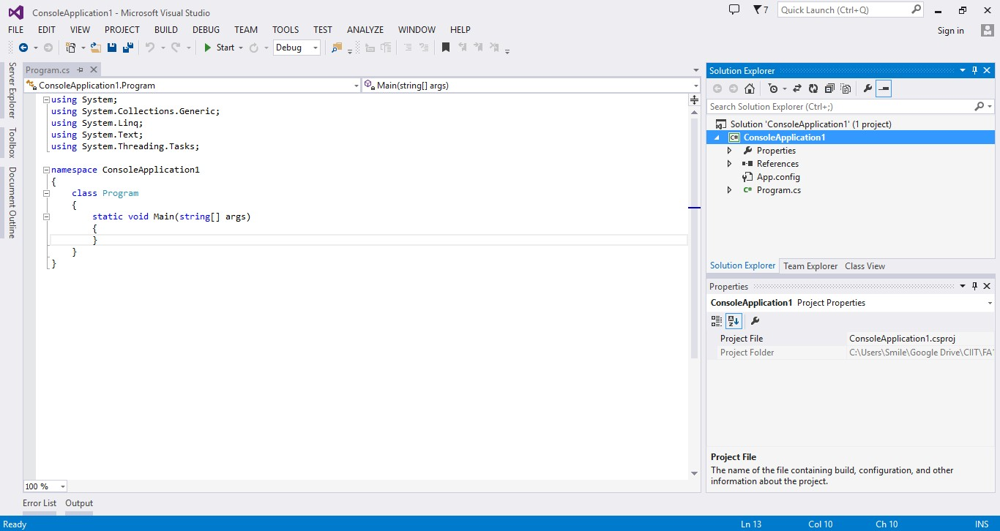 ConsoleApplication1 - Microsoft Visual Studio
7
Quick Launch (Ctrl+Q)
FILE EDIT VIEW PROJECT BUILD DEBUG TEAM TOOLS TEST ANALYZE WINDOW HELP
Sign in
Start
Debug
Server Explorer
Toolbox
Document Outline
Program.cs
ConsoleApplication1.Program
Main(string[] args)
using System;
using System.Collections.Generic;
using System.Linq;
using System.Text;
using System.Threading.Tasks;
namespace ConsoleApplication1
{
class Program
{
static void Main(string[] args)
{
}
}
}
100 %
Error List Output
Solution Explorer
Search Solution Explorer (Ctrl+;)
Solution 'ConsoleApplication1' (1 project)
C# ConsoleApplication1
Properties
References
App.config
C# Program.cs
Solution Explorer Team Explorer Class View
Properties
ConsoleApplication1 Project Properties
Project File ConsoleApplication1.csproj
Project Folder C:\Users\Smile\Google Drive\CIIT\FA1
Project File
The name of the file containing build, configuration, and other
information about the project.
Ready
Ln 13 Col 10 Ch 10 INS